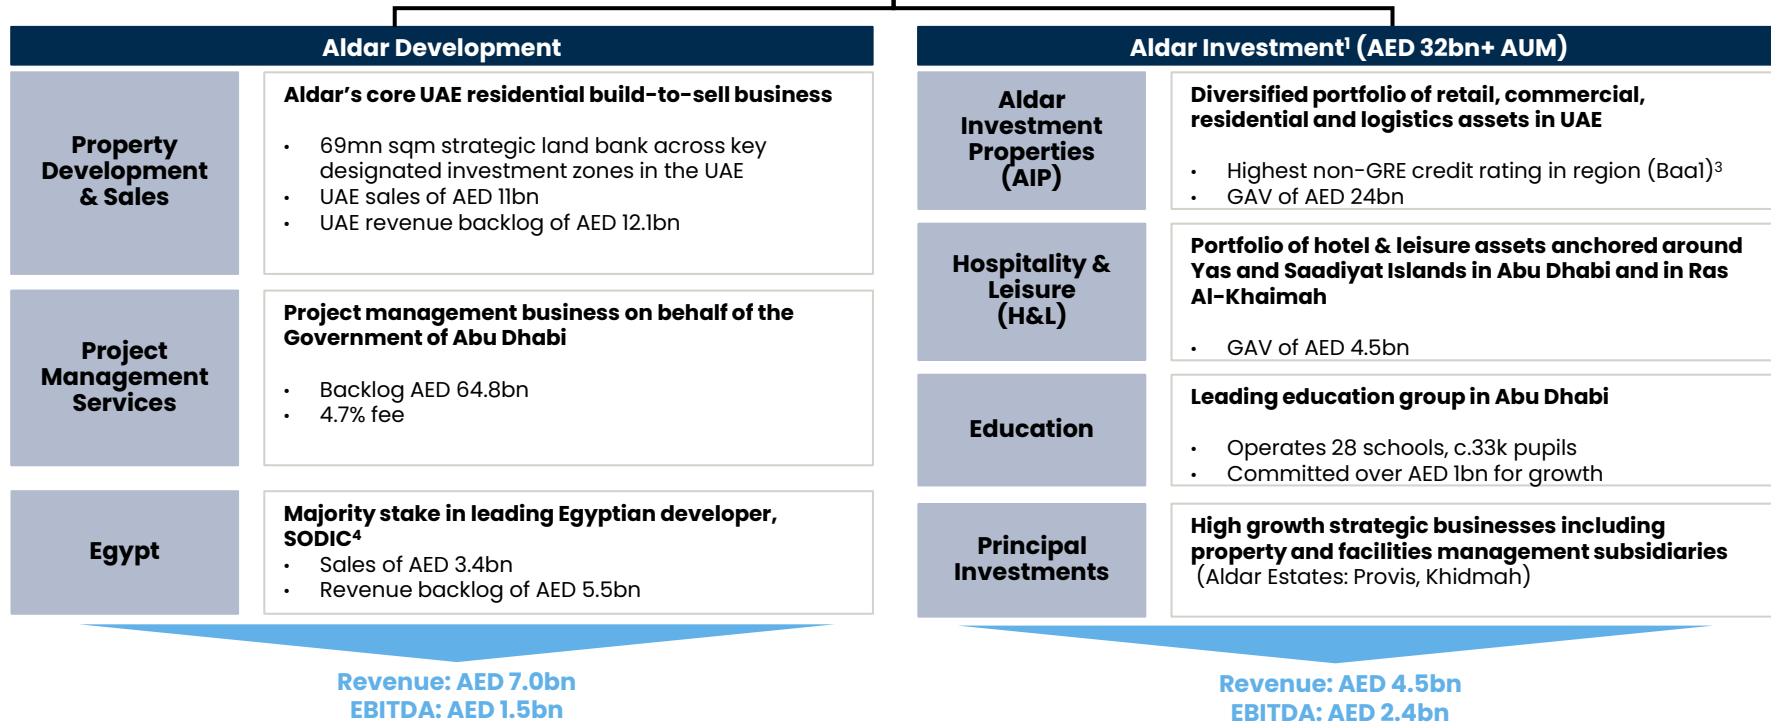 Aldar Development
Property
Development
& Sales
Aldar's core UAE residential build-to-sell business
• 69mn sqm strategic land bank across key
designated investment zones in the UAE
• UAE sales of AED 11bn
• UAE revenue backlog of AED 12.1bn
Project
Management
Services
Project management business on behalf of the
Government of Abu Dhabi
• Backlog AED 64.8bn
• 4.7% fee
Egypt
Majority stake in leading Egyptian developer,
SODIC⁴
• Sales of AED 3.4bn
• Revenue backlog of AED 5.5bn
Revenue: AED 7.0bn
EBITDA: AED 1.5bn
Aldar Investment¹ (AED 32bn+ AUM)
Aldar
Investment
Properties
(AIP)
Diversified portfolio of retail, commercial,
residential and logistics assets in UAE
• Highest non-GRE credit rating in region (Baa1)³
• GAV of AED 24bn
Hospitality &
Leisure
(H&L)
Portfolio of hotel & leisure assets anchored around
Yas and Saadiyat Islands in Abu Dhabi and in Ras
Al-Khaimah
• GAV of AED 4.5bn
Education
Leading education group in Abu Dhabi
• Operates 28 schools, c.33k pupils
• Committed over AED 1bn for growth
Principal
Investments
High growth strategic businesses including
property and facilities management subsidiaries
(Aldar Estates: Provis, Khidmah)
Revenue: AED 4.5bn
EBITDA: AED 2.4bn